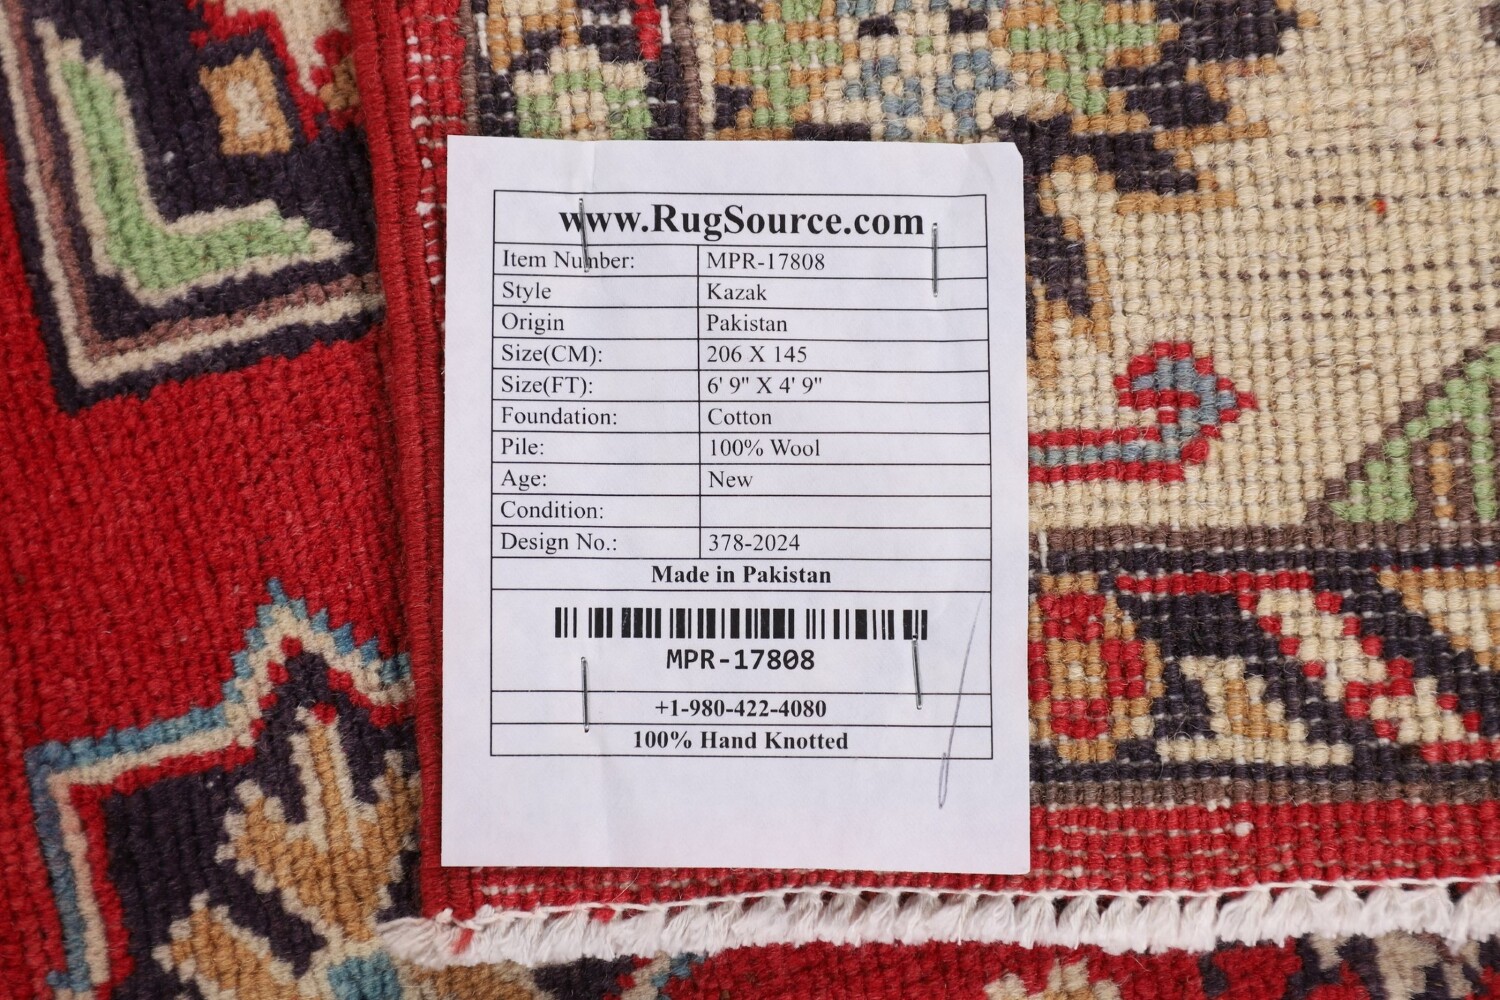 www.RugSource.com
Item Number: MPR-17808
Style Kazak
Origin Pakistan
Size(CM): 206 X 145
Size(FT): 6' 9" X 4' 9"
Foundation: Cotton
Pile: 100% Wool
Age: New
Condition:
Design No.: 378-2024
Made in Pakistan
MPR-17808
+1-980-422-4080
100% Hand Knotted